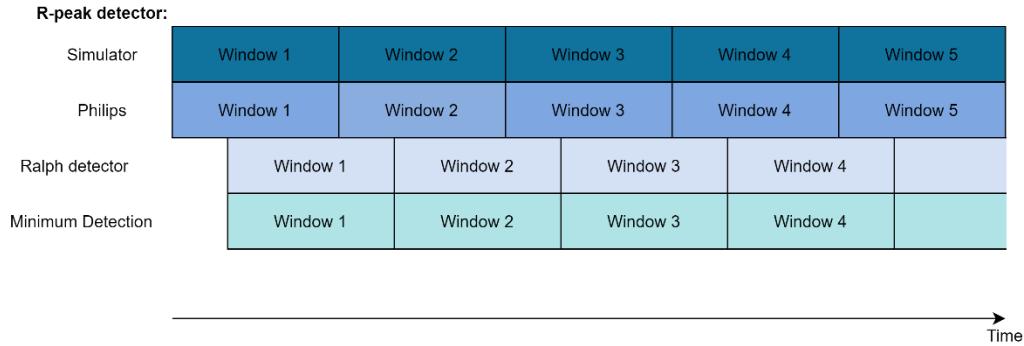 R-peak detector:
Simulator Window 1 Window 2 Window 3 Window 4 Window 5
Philips Window 1 Window 2 Window 3 Window 4 Window 5
Ralph detector Window 1 Window 2 Window 3 Window 4
Minimum Detection Window 1 Window 2 Window 3 Window 4
Time